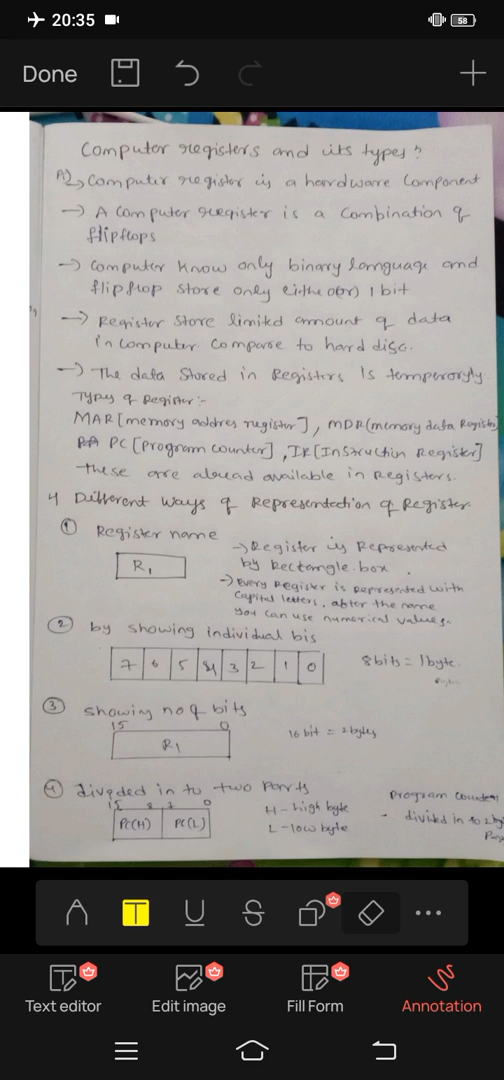 20:35
58
Done
Computer registers and its types?
A) → Computer register is a hardware Component
→ A Computer register is a Combination of
flipflops
→ Computer know only binary language and
flipflop store only either 0(or) 1 bit
→ Register store limited amount of data
in computer. compare to hard disc.
→ The data Stored in Registers Is temperoryly
Types of Register:-
MAR[memory addres register], MDR(memory data Register)
PC [Program counter], IR[Instructin Register]
these are alread available in registers.
4 Different Ways of Representation of Register.
① Register name
→ Register is Represented
by Rectangle box.
R1
→ Every Register is represented with
Capital letters, after the name
you can use numarical values.
② by showing individual bis
7 6 5 4 3 2 1 0
8 bits = 1 byte.
③ Showing no of bits
15 0
R1
16 bit = 2 bytes
④ diveded in to two Parts
15 8 7 0
PC(H) PC(L)
H - high byte
L - low byte
Program Counter
- divided in to 2
Text editor
Edit image
Fill Form
Annotation